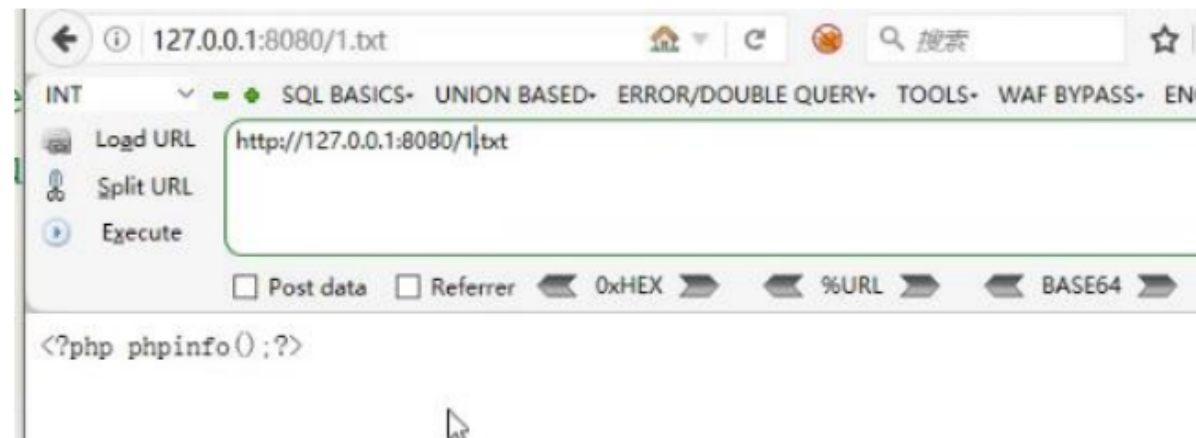 127.0.0.1:8080/1.txt 搜索
INT SQL BASICS UNION BASED ERROR/DOUBLE QUERY TOOLS WAF BYPASS
Load URL http://127.0.0.1:8080/1.txt
Split URL
Execute
Post data Referrer 0xHEX %URL BASE64
<?php phpinfo();?>